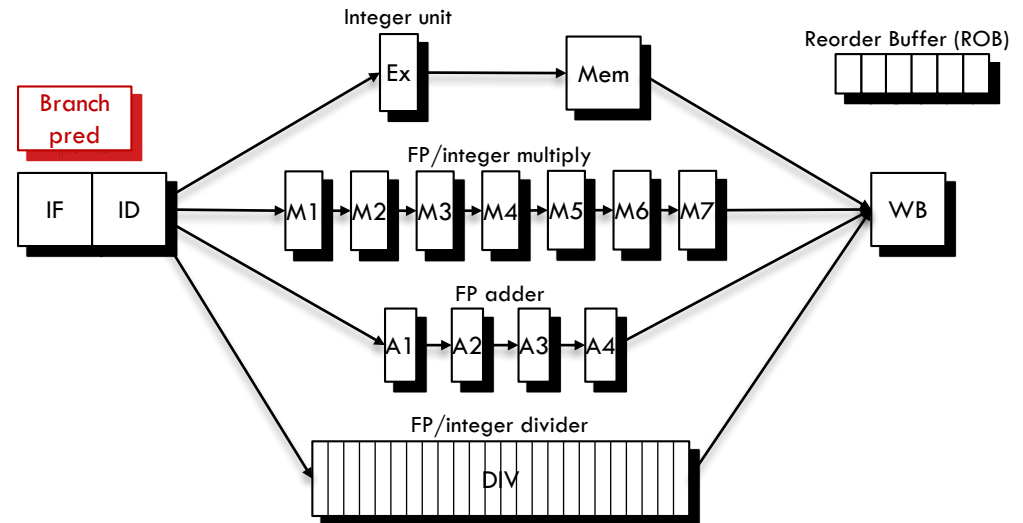 Integer unit
Reorder Buffer (ROB)
Ex
Mem
Branch
pred
FP/integer multiply
IF
ID
M1
M2
M3
M4
M5
M6
M7
WB
FP adder
A1
A2
A3
A4
FP/integer divider
DIV